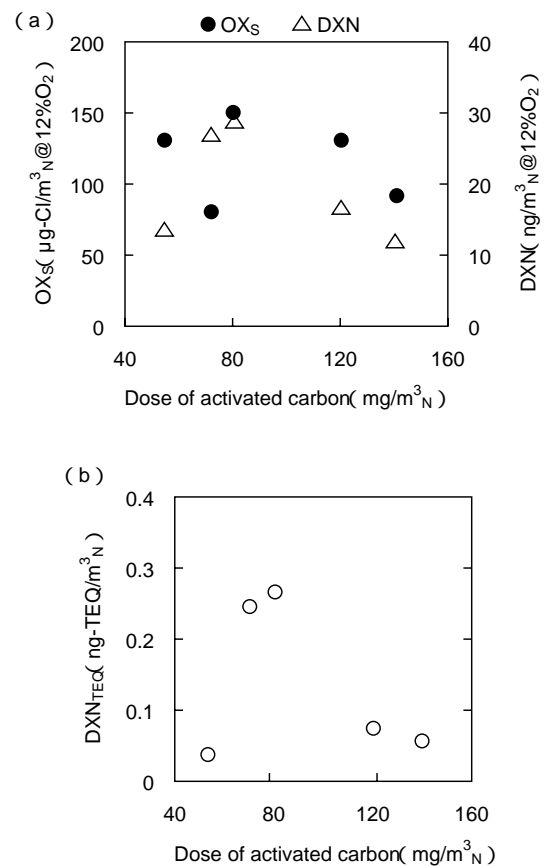 ( a )
OXS DXN
200
150
100
50
0
40
30
20
10
0
OXS( µg-Cl/m3N@12%O2)
DXN( ng/m3N@12%O2)
40 80 120 160
Dose of activated carbon( mg/m3N)
( b )
0.4
0.3
0.2
0.1
0
DXNTEQ( ng-TEQ/m3N)
40 80 120 160
Dose of activated carbon( mg/m3N)